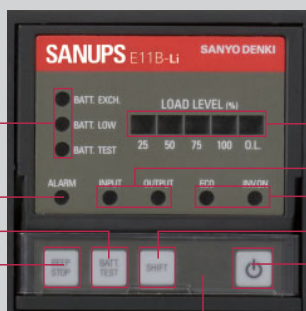 SANUPS E11B-Li SANYO DENKI
BATT. EXCH.
LOAD LEVEL (%)
BATT. LOW
BATT. TEST
25 50 75 100 O.L.
ALARM INPUT OUTPUT ECO INV.ON
BEEP STOP
BATT. TEST
SHIFT